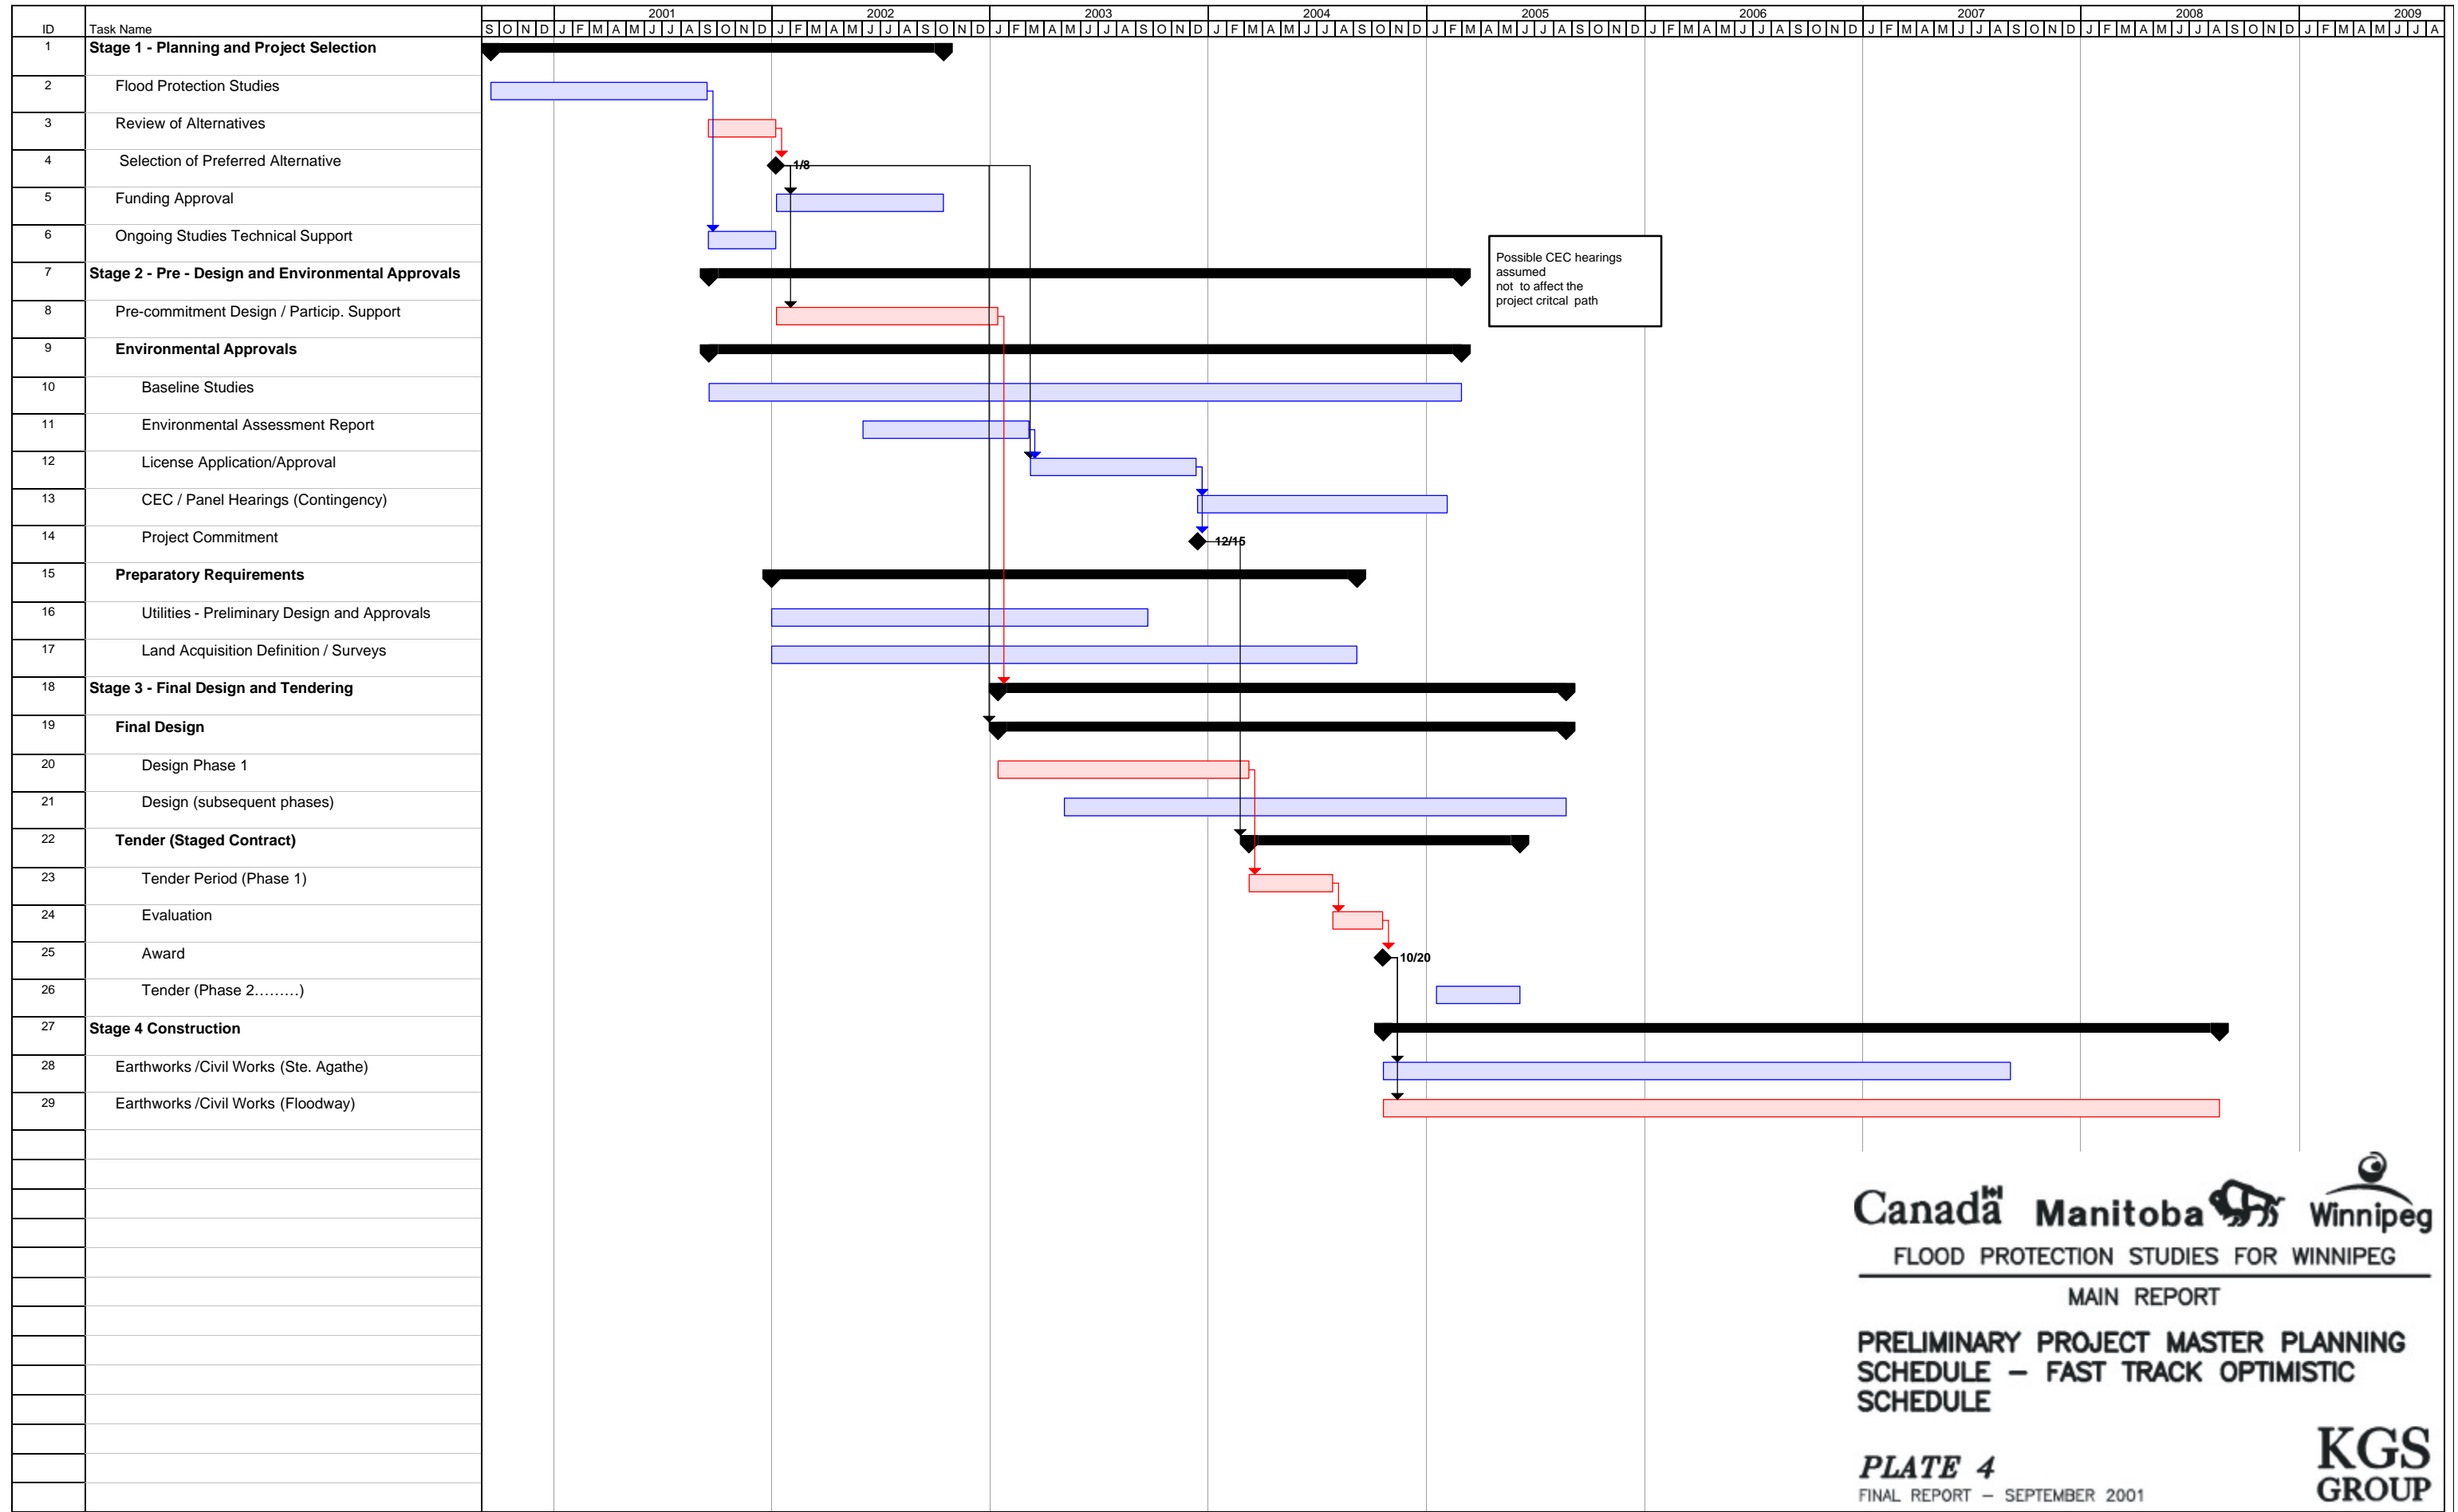 2001 2002 2003 2004 2005 2006 2007 2008 2009
ID Task Name S O N D J F M A M J J A S O N D J F M A M J J A S O N D J F M A M J J A S O N D J F M A M J J A S O N D J F M A M J J A S O N D J F M A M J J A S O N D J F M A M J J A S O N D J F M A M J J A S O N D J F M A M J J A
1 Stage 1 - Planning and Project Selection
2 Flood Protection Studies
3 Review of Alternatives
4 Selection of Preferred Alternative 1/8
5 Funding Approval
6 Ongoing Studies Technical Support
7 Stage 2 - Pre - Design and Environmental Approvals
Possible CEC hearings
assumed
not to affect the
project critcal path
8 Pre-commitment Design / Particip. Support
9 Environmental Approvals
10 Baseline Studies
11 Environmental Assessment Report
12 License Application/Approval
13 CEC / Panel Hearings (Contingency)
14 Project Commitment 12/15
15 Preparatory Requirements
16 Utilities - Preliminary Design and Approvals
17 Land Acquisition Definition / Surveys
18 Stage 3 - Final Design and Tendering
19 Final Design
20 Design Phase 1
21 Design (subsequent phases)
22 Tender (Staged Contract)
23 Tender Period (Phase 1)
24 Evaluation
25 Award 10/20
26 Tender (Phase 2.........)
27 Stage 4 Construction
28 Earthworks /Civil Works (Ste. Agathe)
29 Earthworks /Civil Works (Floodway)
Canada Manitoba Winnipeg
FLOOD PROTECTION STUDIES FOR WINNIPEG
MAIN REPORT
PRELIMINARY PROJECT MASTER PLANNING
SCHEDULE – FAST TRACK OPTIMISTIC
SCHEDULE
PLATE 4
FINAL REPORT – SEPTEMBER 2001
KGS
GROUP